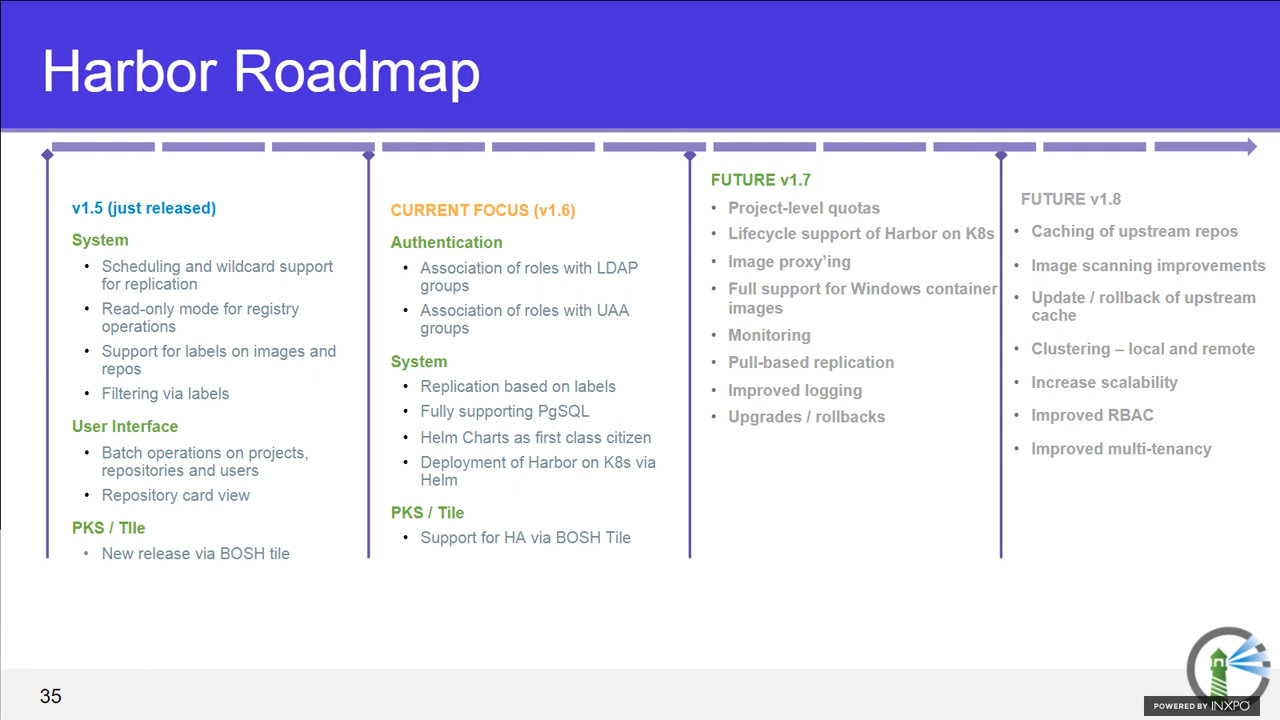 Harbor Roadmap
v1.5 (just released)
System
• Scheduling and wildcard support
for replication
• Read-only mode for registry
operations
• Support for labels on images and
repos
• Filtering via labels
User Interface
• Batch operations on projects,
repositories and users
• Repository card view
PKS / TIle
• New release via BOSH tile
CURRENT FOCUS (v1.6)
Authentication
• Association of roles with LDAP
groups
• Association of roles with UAA
groups
System
• Replication based on labels
• Fully supporting PgSQL
• Helm Charts as first class citizen
• Deployment of Harbor on K8s via
Helm
PKS / Tile
• Support for HA via BOSH Tile
FUTURE v1.7
• Project-level quotas
• Lifecycle support of Harbor on K8s
• Image proxy’ing
• Full support for Windows container
images
• Monitoring
• Pull-based replication
• Improved logging
• Upgrades / rollbacks
FUTURE v1.8
• Caching of upstream repos
• Image scanning improvements
• Update / rollback of upstream
cache
• Clustering – local and remote
• Increase scalability
• Improved RBAC
• Improved multi-tenancy
35
POWERED BY INXPO